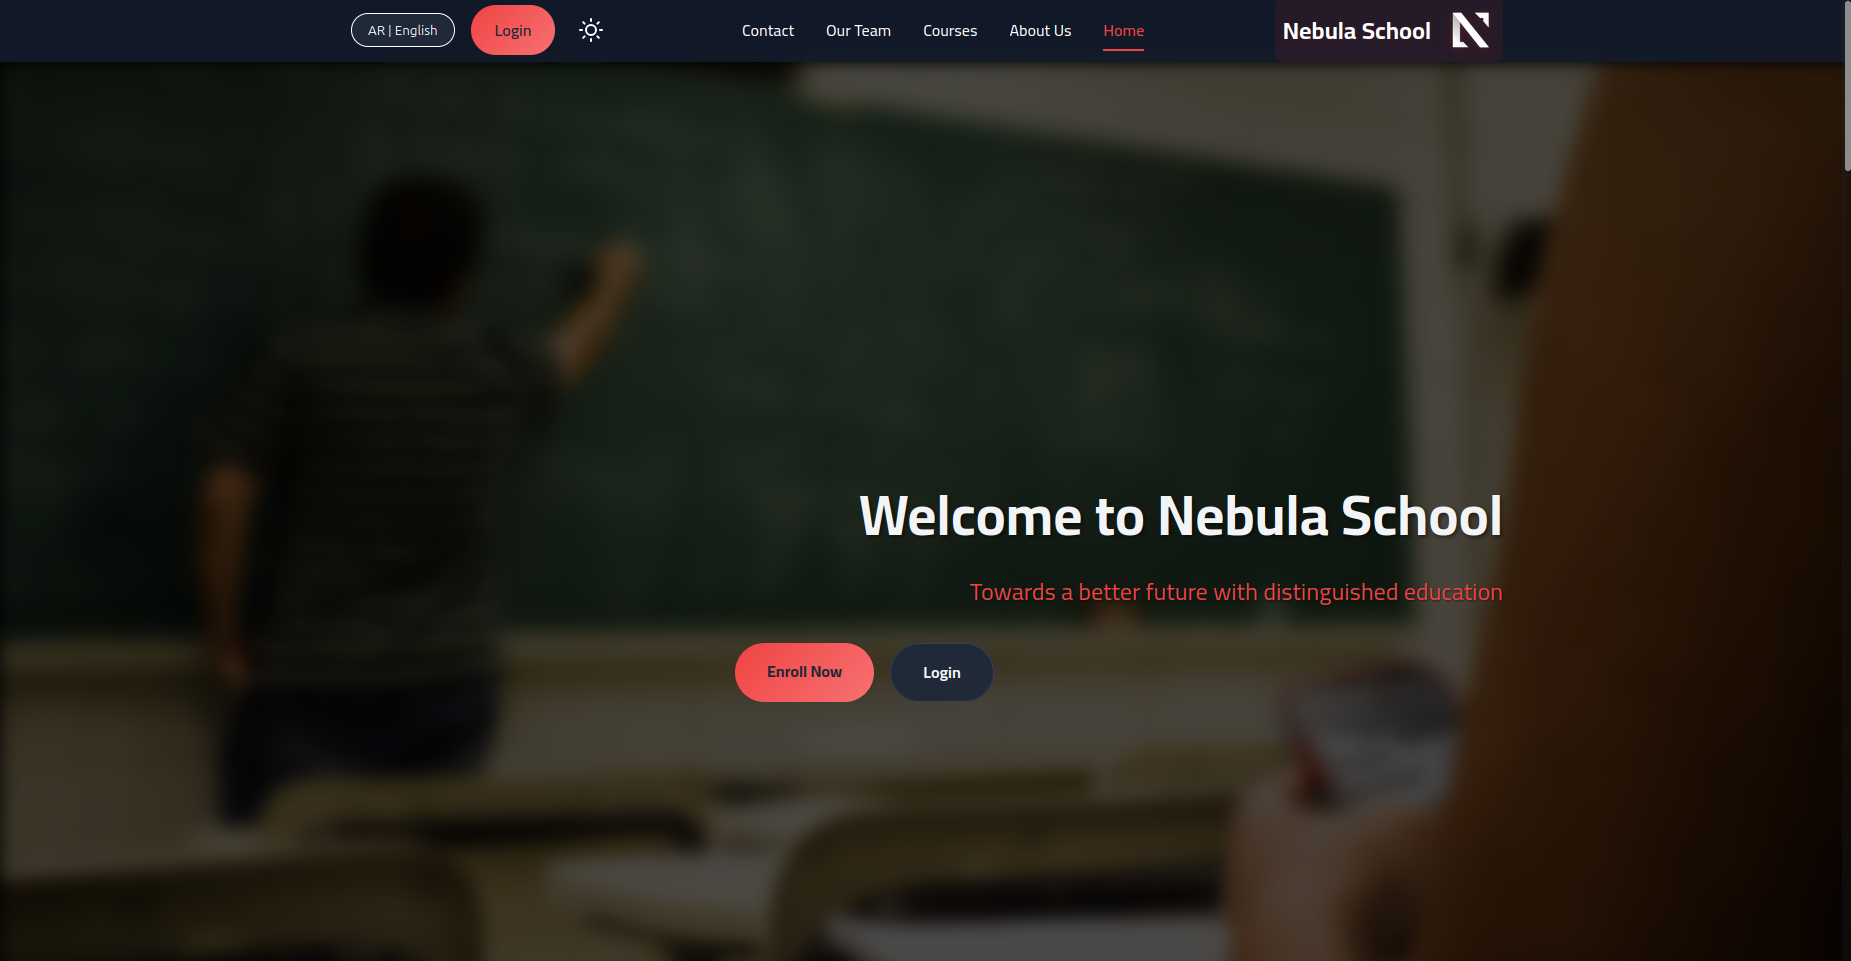 AR | English
Login
Contact
Our Team
Courses
About Us
Home
Nebula School
Welcome to Nebula School
Towards a better future with distinguished education
Enroll Now
Login